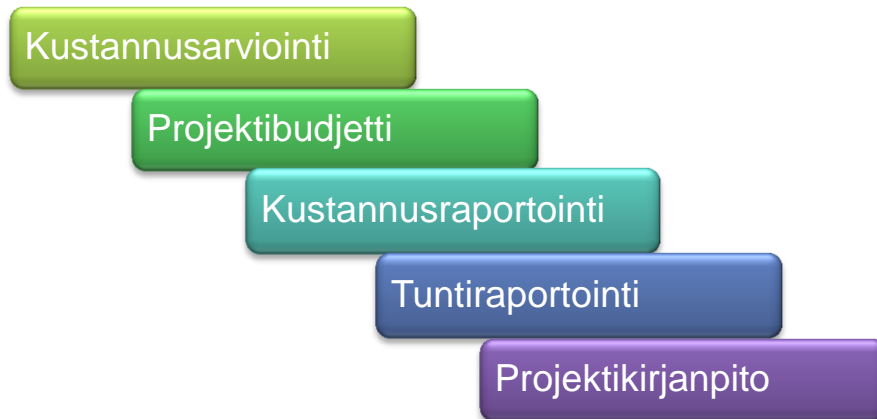 Kustannusarviointi
Projektibudjetti
Kustannusraportointi
Tuntiraportointi
Projektikirjanpito